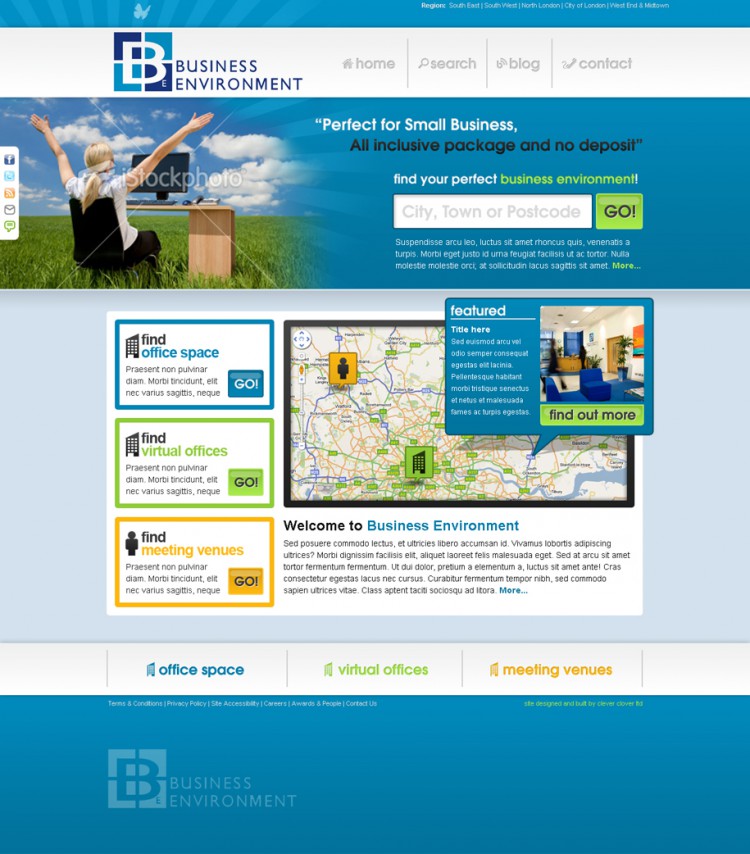 Regions: South East | South West | North London | City of London | West End & Midtown
BE
BUSINESS
ENVIRONMENT
home
search
blog
contact
“Perfect for Small Business,
All inclusive package and no deposit”
iStockphoto
find your perfect business environment!
City, Town or Postcode
GO!
Suspendisse arcu leo, luctus sit amet rhoncus quis, venenatis a
turpis. Morbi eget justo id urna feugiat facilisis ut ac tortor. Nulla
molestie molestie orci, at sollicitudin lacus sagittis sit amet. More...
find
office space
Praesent non pulvinar
diam. Morbi tincidunt, elit
nec varius sagittis, neque
GO!
find
virtual offices
Praesent non pulvinar
diam. Morbi tincidunt, elit
nec varius sagittis, neque
GO!
find
meeting venues
Praesent non pulvinar
diam. Morbi tincidunt, elit
nec varius sagittis, neque
GO!
featured
Title here
Sed euismod arcu vel
odio semper consequat
egestas elit lacinia.
Pellentesque habitant
morbi tristique senectus
et netus et malesuada
fames ac turpis egestas.
find out more
Welcome to Business Environment
Sed posuere commodo lectus, et ultricies libero accumsan id. Vivamus lobortis adipiscing
ultrices? Morbi dignissim facilisis elit, aliquet laoreet felis malesuada eget. Sed at arcu sit amet
tortor fermentum fermentum. Ut dui dolor, pretium a elementum a, luctus sit amet ante! Cras
consectetur egestas lacus nec cursus. Curabitur fermentum tempor nibh, sed commodo
sapien ultrices vitae. Class aptent taciti sociosqu ad litora. More...
office space
virtual offices
meeting venues
Terms & Conditions | Privacy Policy | Site Accessibility | Careers | Awards & People | Contact Us
site designed and built by clever clover ltd
BE
BUSINESS
ENVIRONMENT